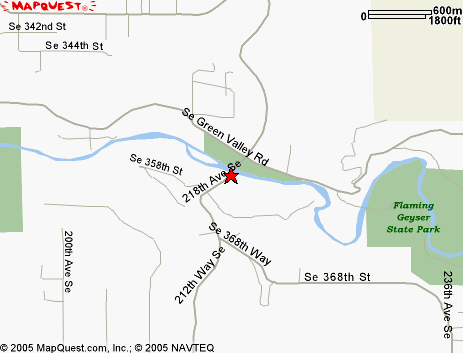 MAPQUEST®
600m
0 1800ft
Se 342nd St
Se 344th St
Se Green Valley Rd
Se 358th St
218th Ave Se
Flaming
Geyser
State Park
Se 368th Way
200th Ave Se
212th Way Se
Se 368th St
236th Ave Se
© 2005 MapQuest.com, Inc.; © 2005 NAVTEQ